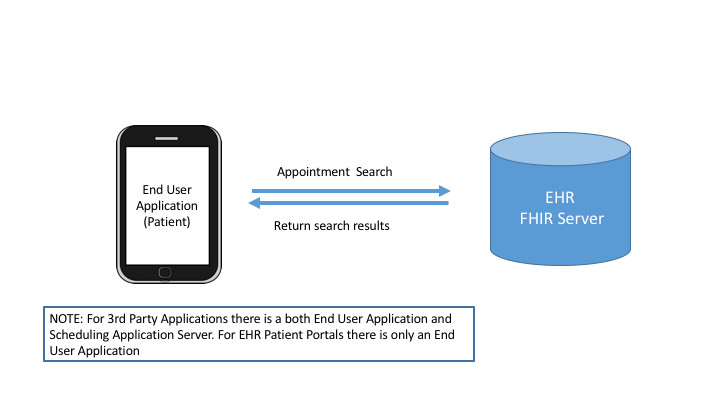 Appointment Search
End User
Application
(Patient)
EHR
FHIR Server
Return search results
NOTE: For 3rd Party Applications there is a both End User Application and
Scheduling Application Server. For EHR Patient Portals there is only an End
User Application